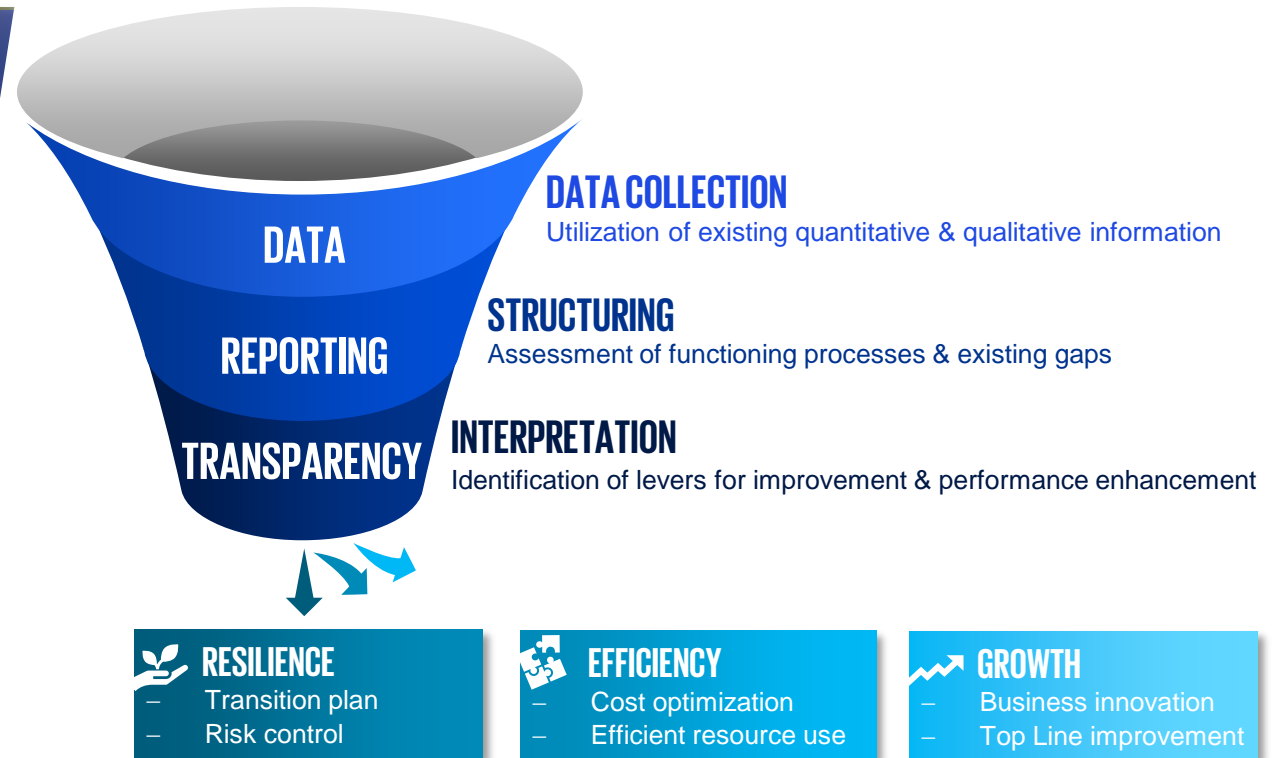 DATA
DATA COLLECTION
Utilization of existing quantitative & qualitative information
REPORTING
STRUCTURING
Assessment of functioning processes & existing gaps
TRANSPARENCY
INTERPRETATION
Identification of levers for improvement & performance enhancement
RESILIENCE
– Transition plan
– Risk control
EFFICIENCY
– Cost optimization
– Efficient resource use
GROWTH
– Business innovation
– Top Line improvement